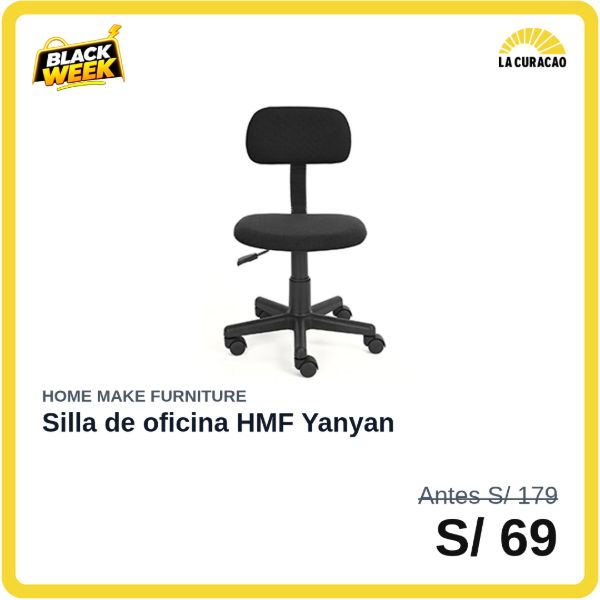 BLACK
WEEK
LA CURACAO
HOME MAKE FURNITURE
Silla de oficina HMF Yanyan
Antes S/ 179
S/ 69